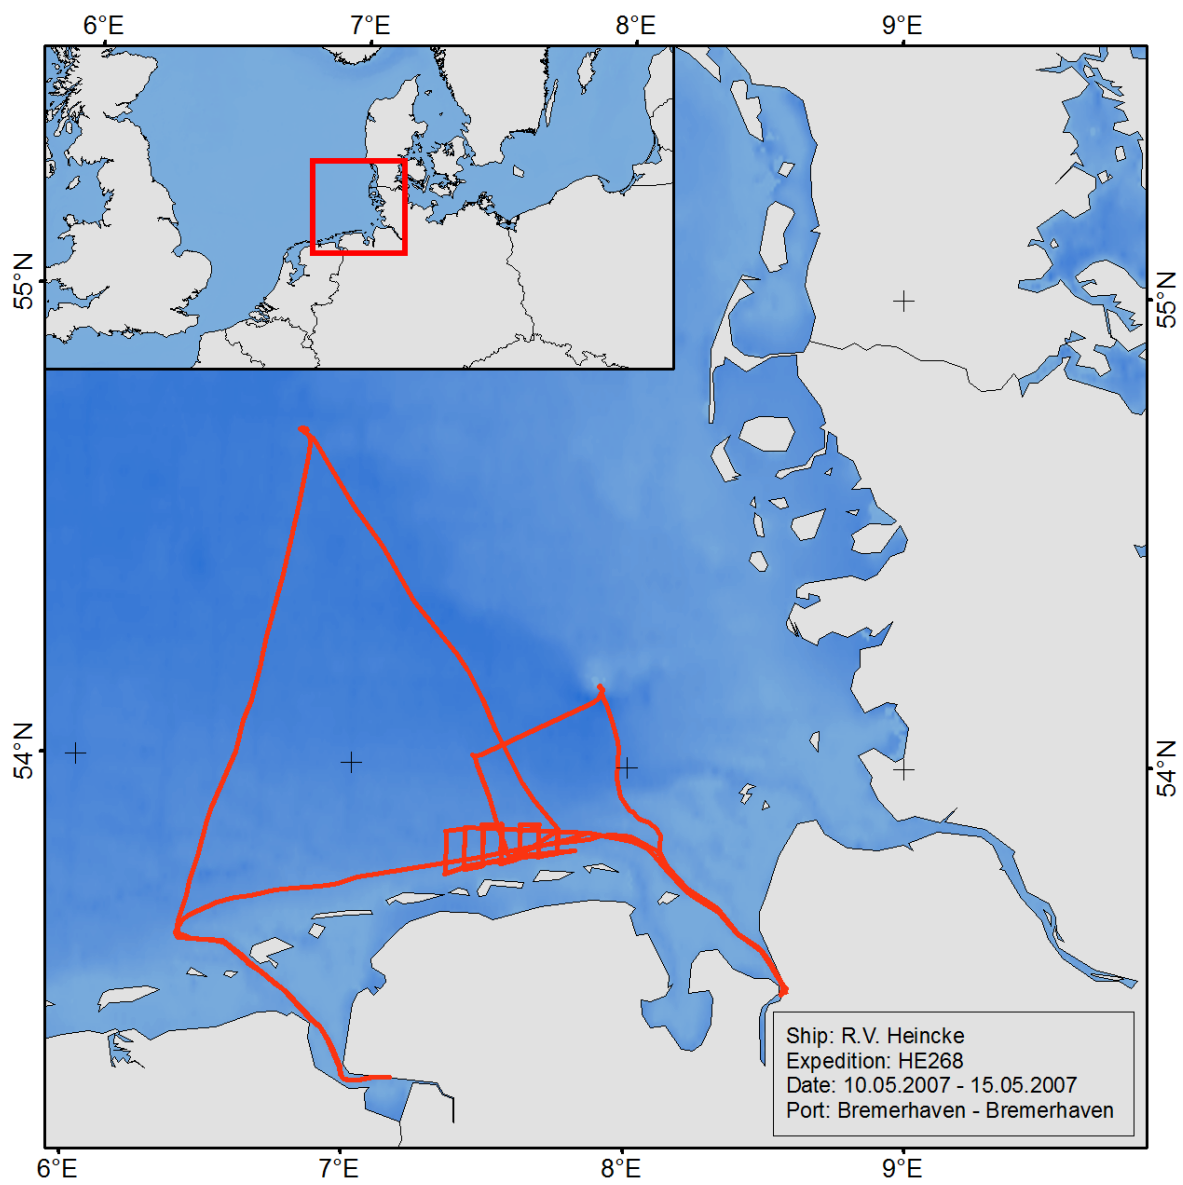 6°E 7°E 8°E 9°E
55°N
55°N
54°N
54°N
Ship: R.V. Heincke
Expedition: HE268
Date: 10.05.2007 - 15.05.2007
Port: Bremerhaven - Bremerhaven
6°E 7°E 8°E 9°E